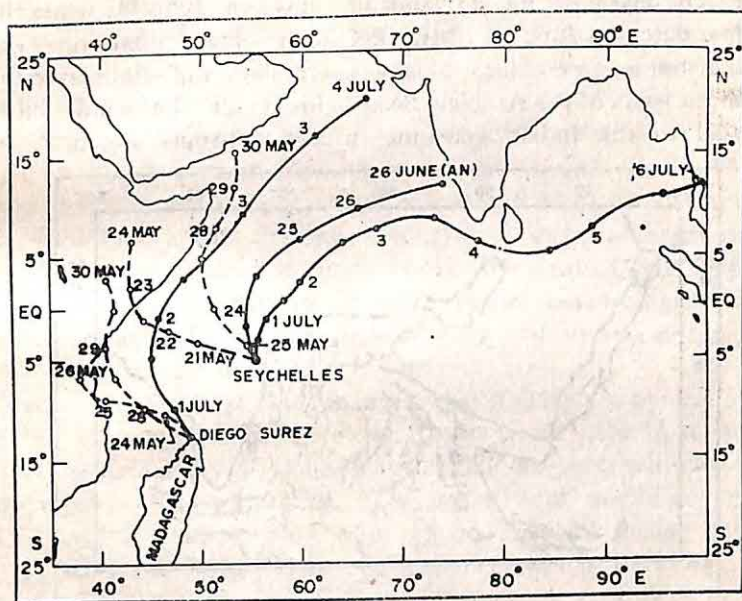 40° 50° 60° 70° 80° 90° E
25° 25°
N N
4 JULY
3
30 MAY
15° 29 3 26 JUNE (AN) '6 JULY 15°
26
24 MAY 28 25 3 5
5° 4 5°
30 MAY 23 24 2
EQ EQ
2 1 JULY
29 22 25 MAY
5° 21 MAY 5°
26 MAY SEYCHELLES
25 28 1 JULY
24 MAY DIEGO SUREZ
15° 15°
MADAGASCAR
S S
25° 25°
40° 50° 60° 70° 80° 90° E